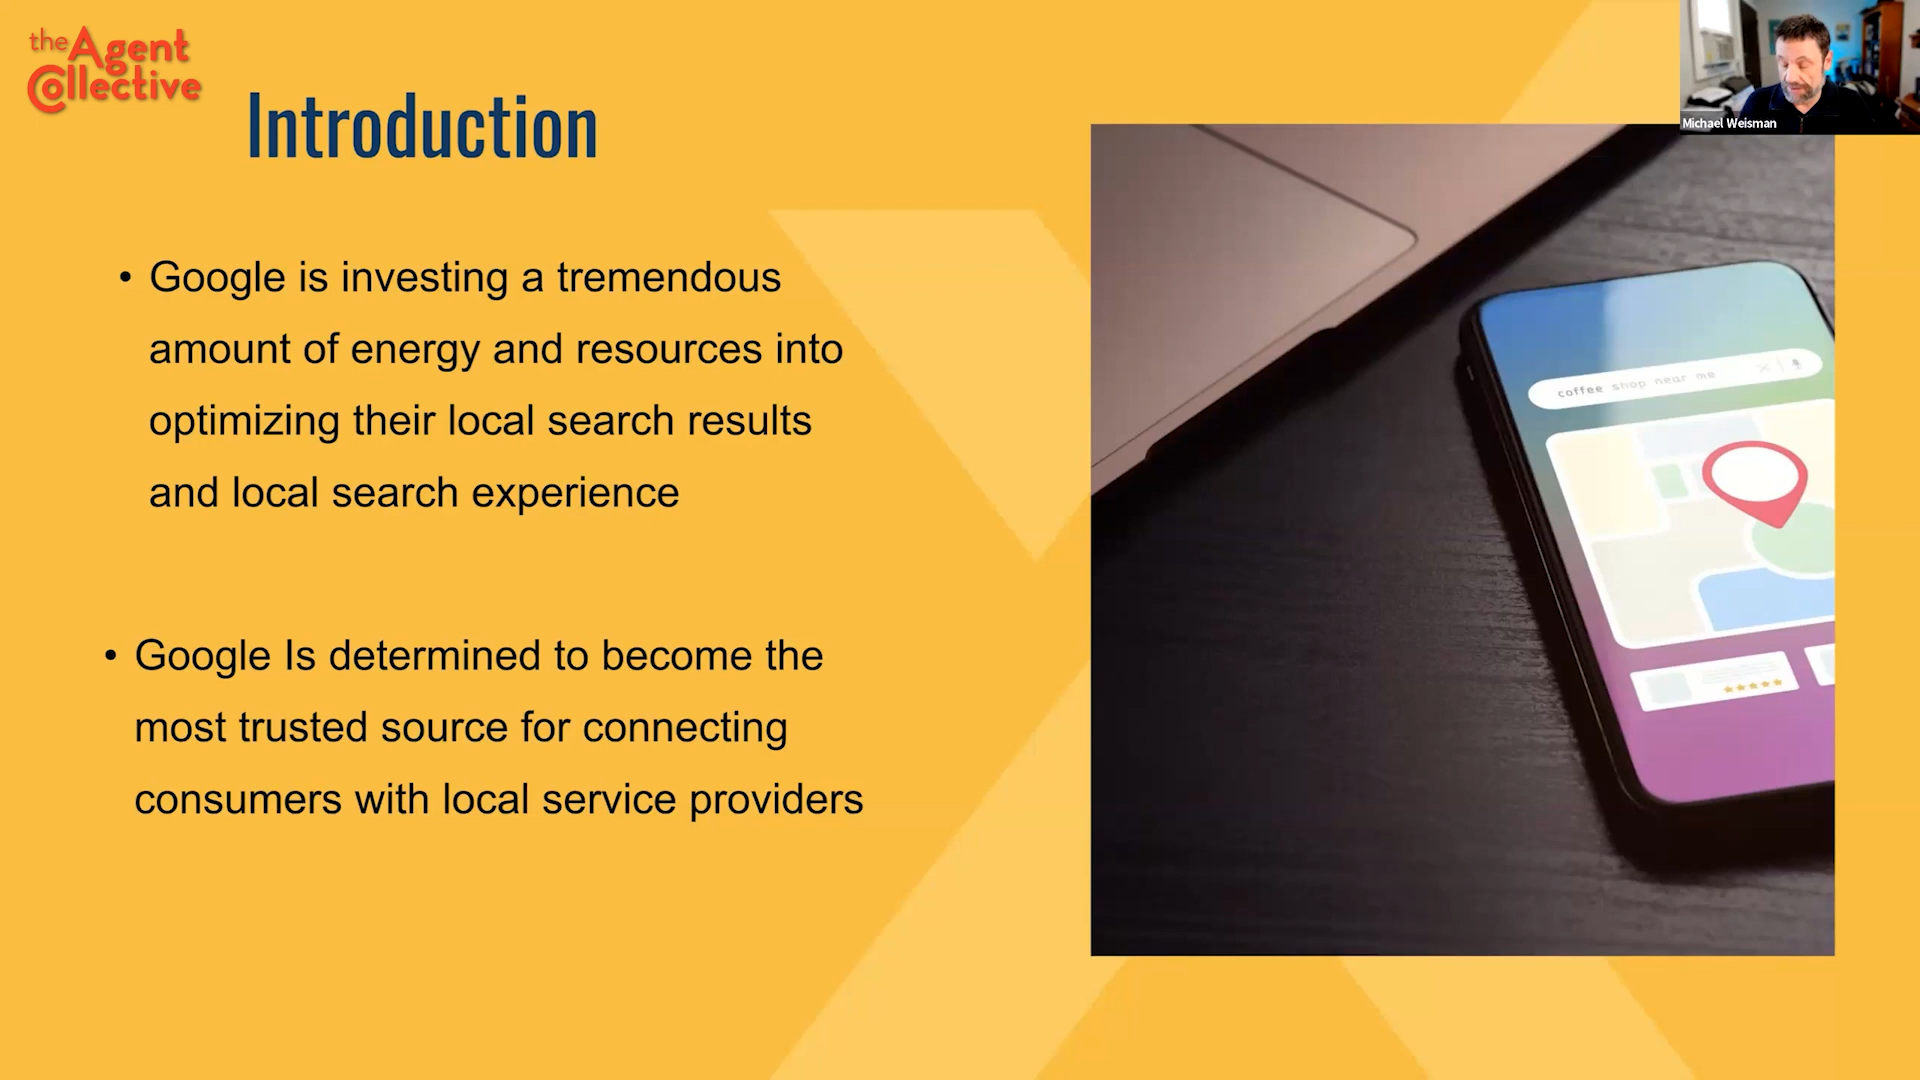 the Agent
Collective
Michael Weisman
Introduction
• Google is investing a tremendous
amount of energy and resources into
optimizing their local search results
and local search experience
• Google Is determined to become the
most trusted source for connecting
consumers with local service providers
coffee shop near me